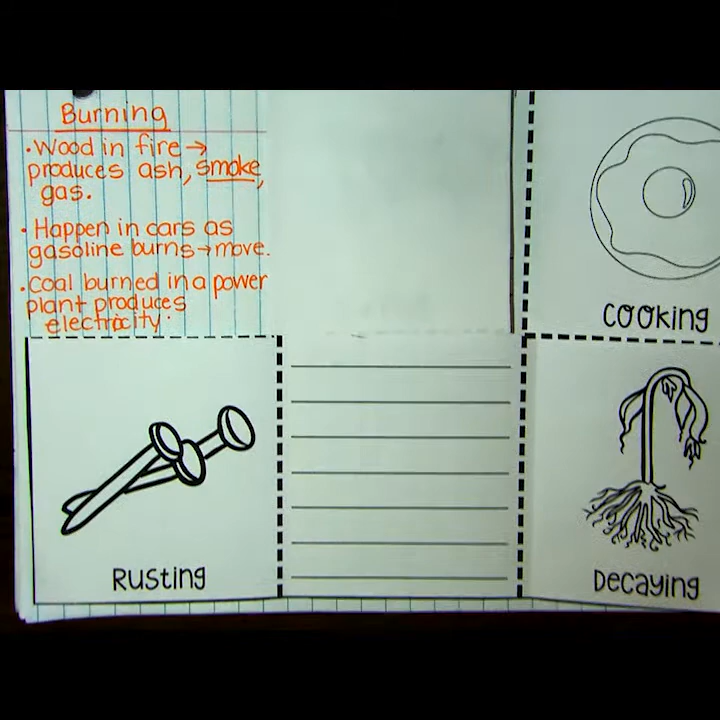 Burning
•Wood in fire →
produces ash, smoke,
gas.
• Happen in cars as
gasoline burns→move.
•Coal burned in a power
plant produces
electricity.
Cooking
Rusting
Decaying